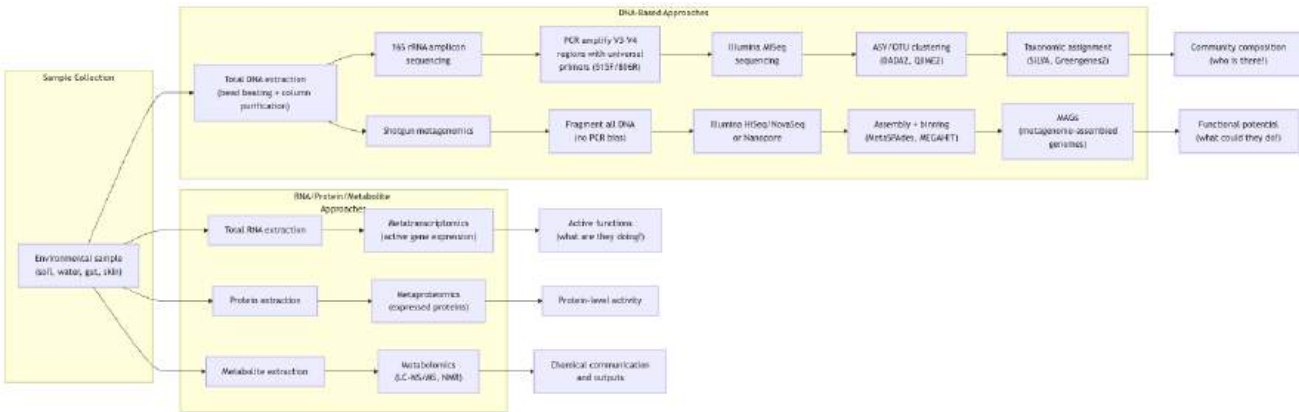 DNA-Based Approaches
Sample Collection
16S rRNA amplicon
sequencing
PCR amplify V3-V4
regions with universal
primers (515F/806R)
Illumina MiSeq
sequencing
ASV/OTU clustering
(DADA2, QIIME2)
Taxonomic assignment
(SILVA, Greengenes2)
Community composition
(who is there?)
Total DNA extraction
(bead beating + column
purification)
Shotgun metagenomics
Fragment all DNA
(no PCR bias)
Illumina HiSeq/NovaSeq
or Nanopore
Assembly + binning
(MetaSPAdes, MEGAHIT)
MAGs
(metagenome-assembled
genomes)
Functional potential
(what could they do?)
RNA/Protein/Metabolite
Approaches
Environmental sample
(soil, water, gut, skin)
Total RNA extraction
Metatranscriptomics
(active gene expression)
Active functions
(what are they doing?)
Protein extraction
Metaproteomics
(expressed proteins)
Protein-level activity
Metabolite extraction
Metabolomics
(LC-MS/MS, NMR)
Chemical communication
and outputs